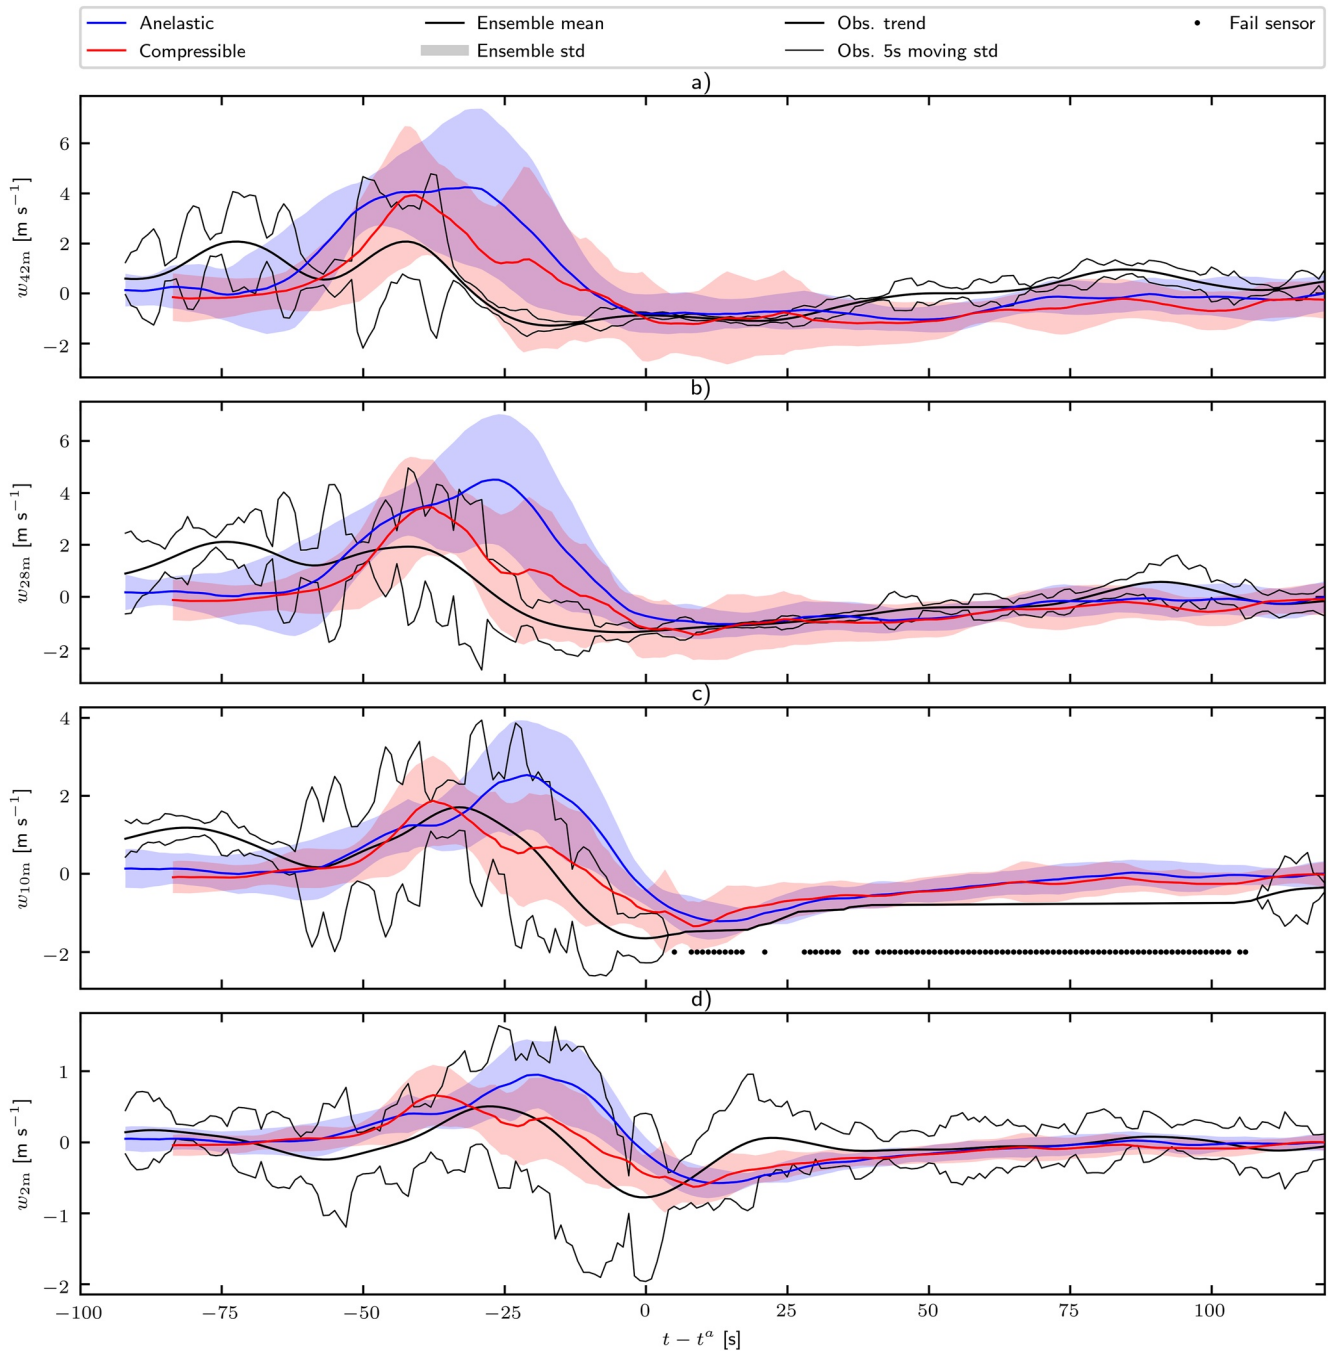 Anelastic Ensemble mean Obs. trend Fail sensor
Compressible Ensemble std Obs. 5s moving std
a)
6
4
2
0
−2
w42m [m s⁻¹]
b)
6
4
2
0
−2
w28m [m s⁻¹]
c)
4
2
0
−2
w10m [m s⁻¹]
d)
1
0
−1
−2
w2m [m s⁻¹]
−100 −75 −50 −25 0 25 50 75 100
t − tᵃ [s]